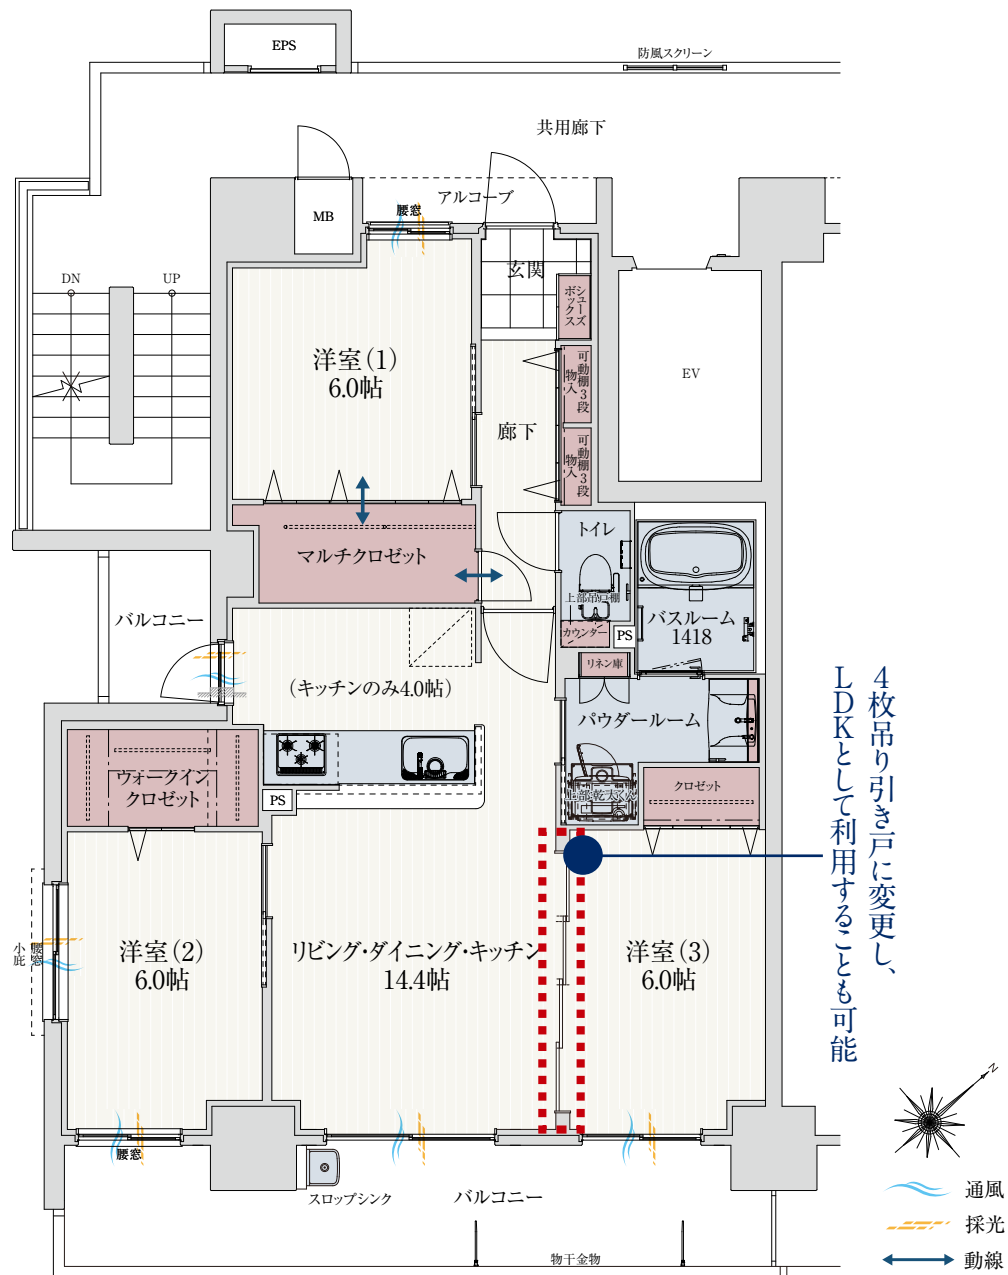 EPS
防風スクリーン
共用廊下
アルコーブ
MB
腰窓
玄関
シューズ
ボックス
DN
UP
洋室(1)
6.0帖
可動棚3段
物入
EV
廊下
可動棚3段
物入
トイレ
マルチクロゼット
上部吊戸棚
バスルーム
1418
バルコニー
カウンター
PS
リネン庫
(キッチンのみ4.0帖)
パウダールーム
4枚吊り引き戸に変更し、
LDKとして利用することも可能
ウォークイン
クロゼット
PS
上部:乾太くん
クロゼット
洋室(2)
6.0帖
リビング・ダイニング・キッチン
14.4帖
洋室(3)
6.0帖
腰窓
小庇
N
腰窓
スロップシンク
バルコニー
物干金物
通風
採光
動線